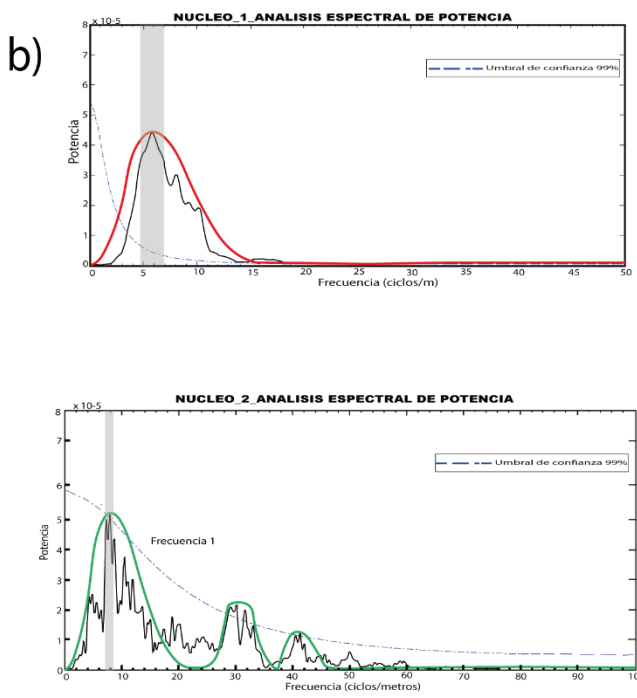 b)
NUCLEO_1_ANALISIS ESPECTRAL DE POTENCIA
x 10-5
8
7
6
5
4
3
2
1
0
Potencia
Umbral de confianza 99%
0 5 10 15 20 25 30 35 40 45 50
Frecuencia (ciclos/m)
NUCLEO_2_ANALISIS ESPECTRAL DE POTENCIA
x 10-5
8
7
6
5
4
3
2
1
0
Potencia
Umbral de confianza 99%
Frecuencia 1
0 10 20 30 40 50 60 70 80 90 100
Frecuencia (ciclos/metros)